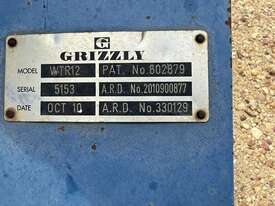 G
GRIZZLY
MODEL WTR12 PAT. No.602879
SERIAL 5153 A.R.D. No.2010900877
DATE OCT 10 A.R.D. No.330129